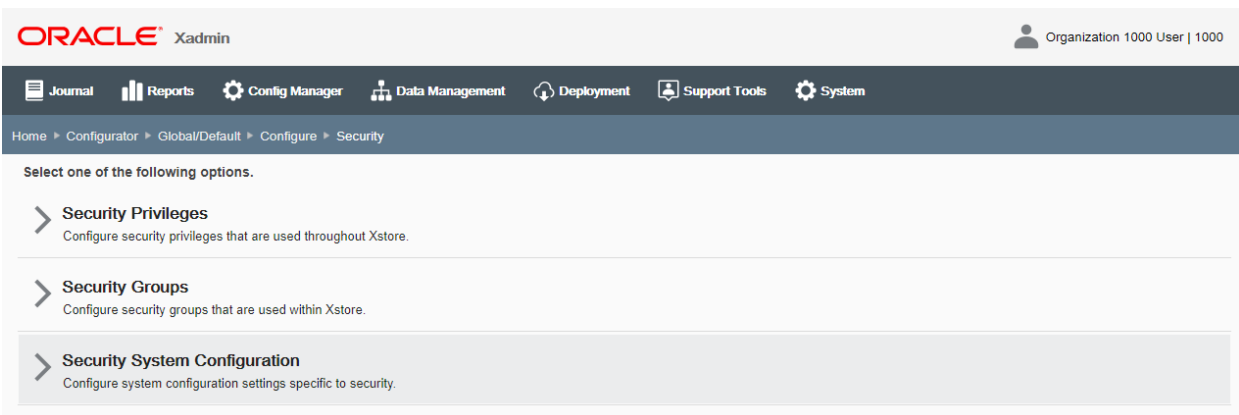 ORACLE® Xadmin
Organization 1000 User | 1000
Journal Reports Config Manager Data Management Deployment Support Tools System
Home ▸ Configurator ▸ Global/Default ▸ Configure ▸ Security
Select one of the following options.
Security Privileges
Configure security privileges that are used throughout Xstore.
Security Groups
Configure security groups that are used within Xstore.
Security System Configuration
Configure system configuration settings specific to security.